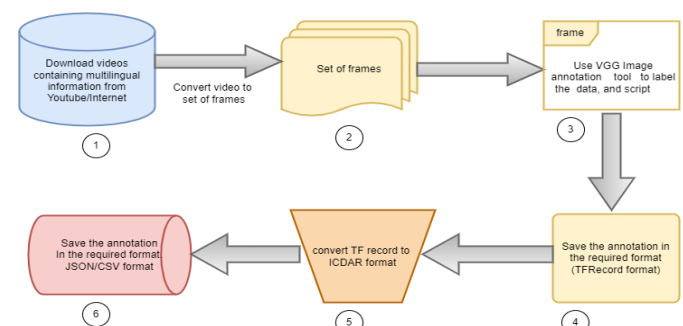 Download videos
containing multilingual
information from
Youtube/Internet
1
Convert video to
set of frames
Set of frames
2
frame
Use VGG Image
annotation tool to label
the data, and script
3
Save the annotation in
the required format
(TFRecord format)
4
convert TF record to
ICDAR format
5
Save the annotation
In the required format.
JSON/CSV format
6